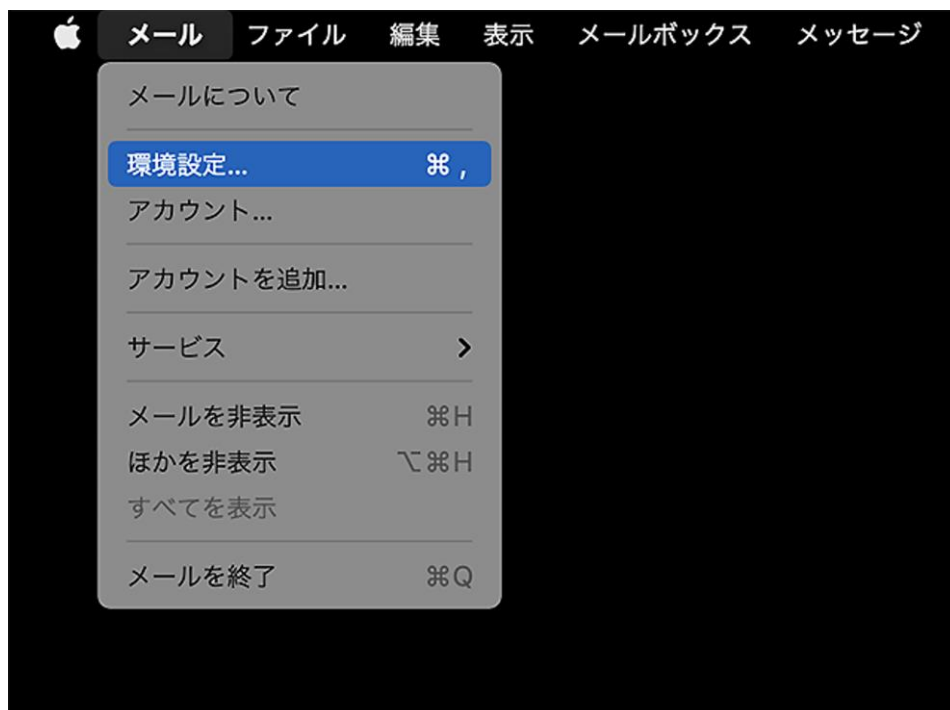 メール ファイル 編集 表示 メールボックス メッセージ
メールについて
環境設定... ⌘ ,
アカウント...
アカウントを追加...
サービス
メールを非表示 ⌘H
ほかを非表示 ⌥⌘H
すべてを表示
メールを終了 ⌘Q